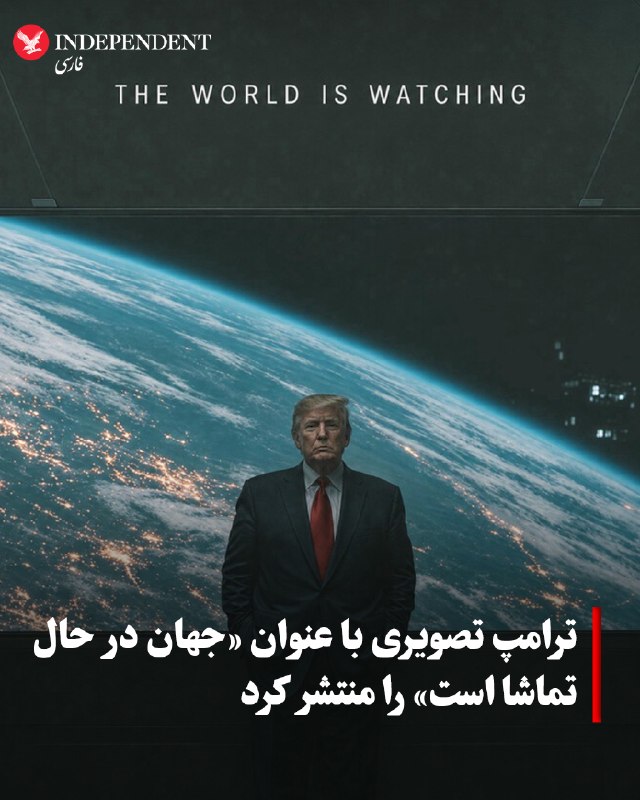 INDEPENDENT
فارسی
THE WORLD IS WATCHING
ترامپ تصویری با عنوان «جهان در حال
تماشا است» را منتشر کرد